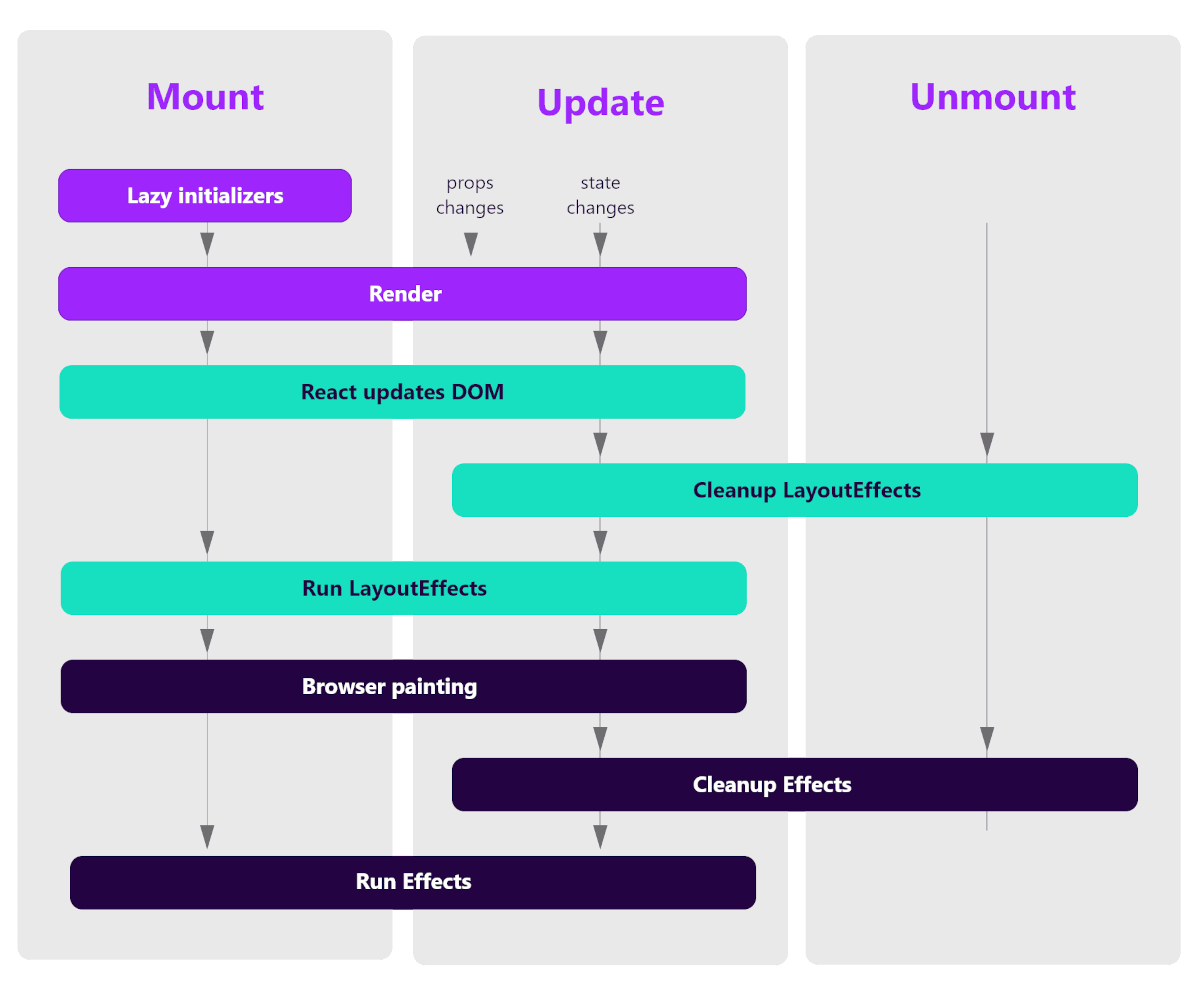 Mount
Update
Unmount
Lazy initializers
props
changes
state
changes
Render
React updates DOM
Cleanup LayoutEffects
Run LayoutEffects
Browser painting
Cleanup Effects
Run Effects